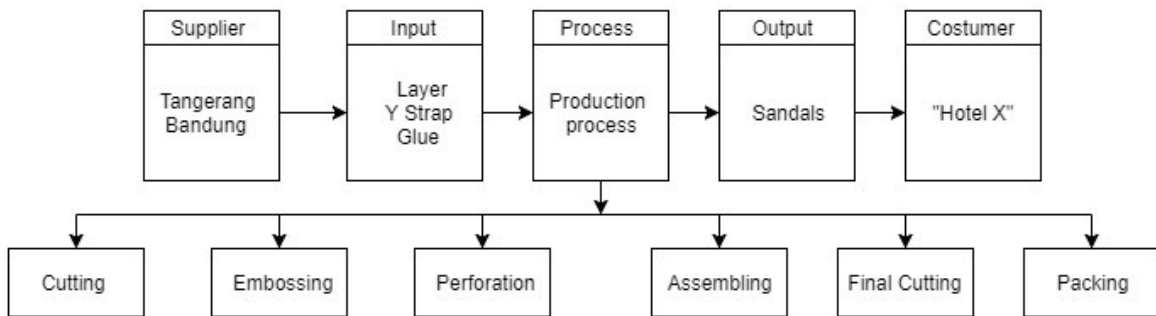 Supplier
Input
Process
Output
Costumer
Tangerang
Bandung
Layer
Y Strap
Glue
Production
process
Sandals
"Hotel X"
Cutting
Embossing
Perforation
Assembling
Final Cutting
Packing